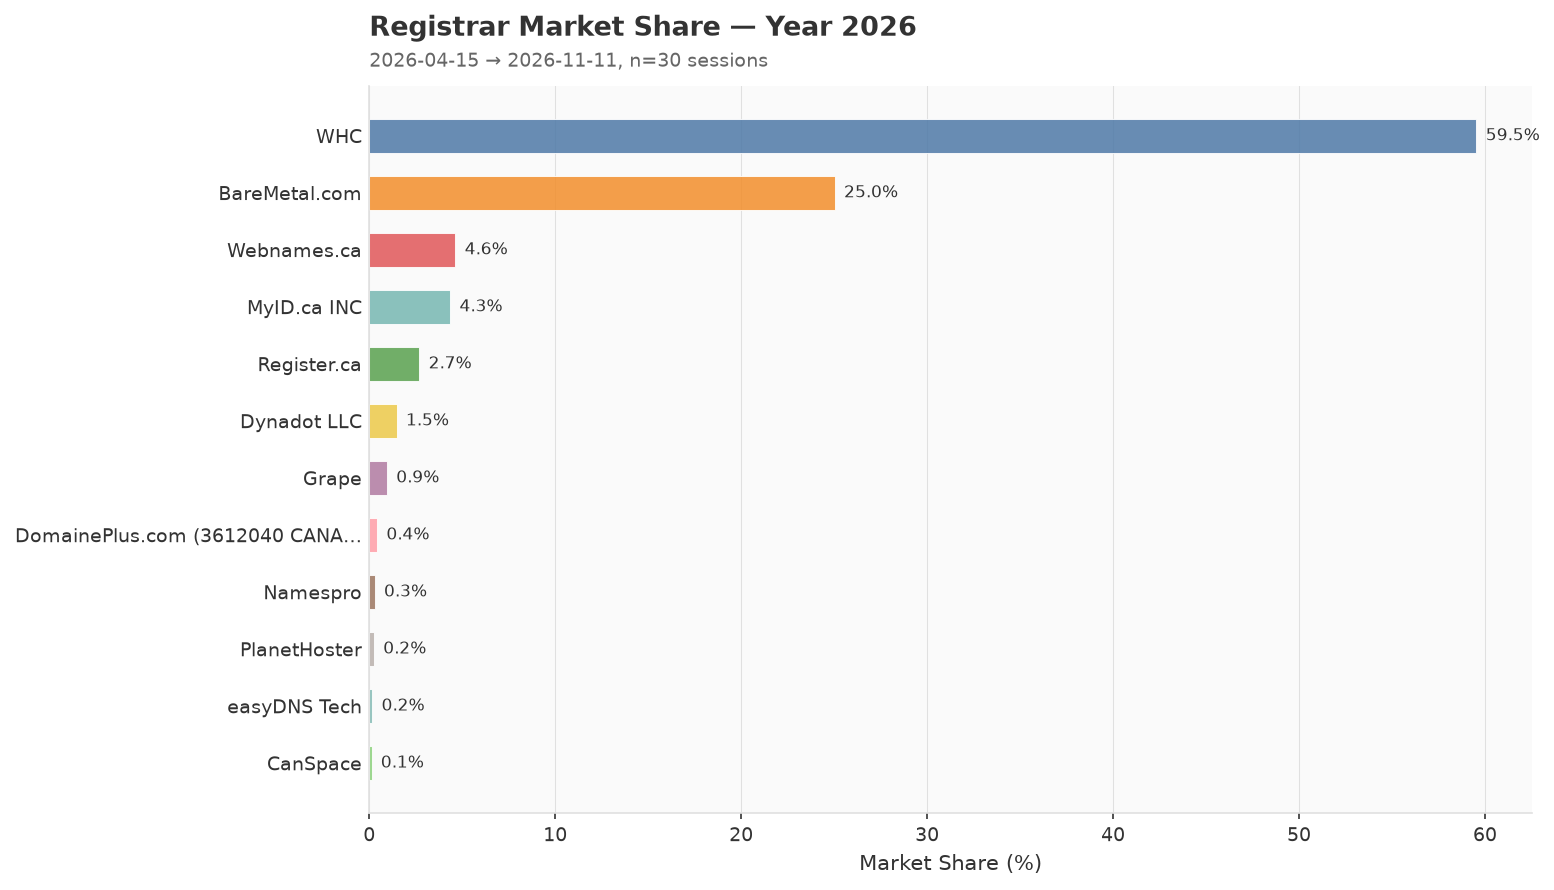 Registrar Market Share — Year 2026
2026-04-15 → 2026-11-11, n=30 sessions
WHC 59.5%
BareMetal.com 25.0%
Webnames.ca 4.6%
MyID.ca INC 4.3%
Register.ca 2.7%
Dynadot LLC 1.5%
Grape 0.9%
DomainePlus.com (3612040 CANA... 0.4%
Namespro 0.3%
PlanetHoster 0.2%
easyDNS Tech 0.2%
CanSpace 0.1%
0 10 20 30 40 50 60
Market Share (%)